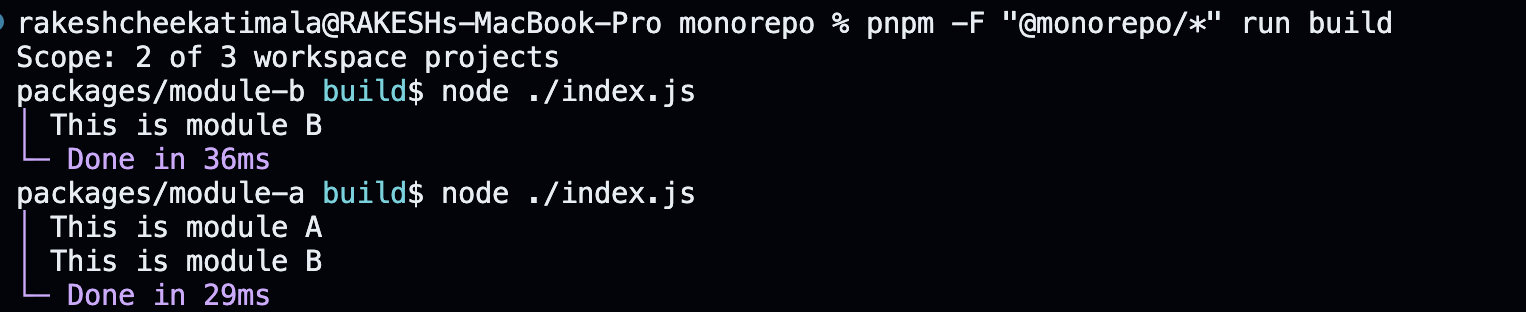 rakeshcheekatimala@RAKESHs-MacBook-Pro monorepo % pnpm -F "@monorepo/*" run build
Scope: 2 of 3 workspace projects
packages/module-b build$ node ./index.js
│ This is module B
└─ Done in 36ms
packages/module-a build$ node ./index.js
│ This is module A
│ This is module B
└─ Done in 29ms